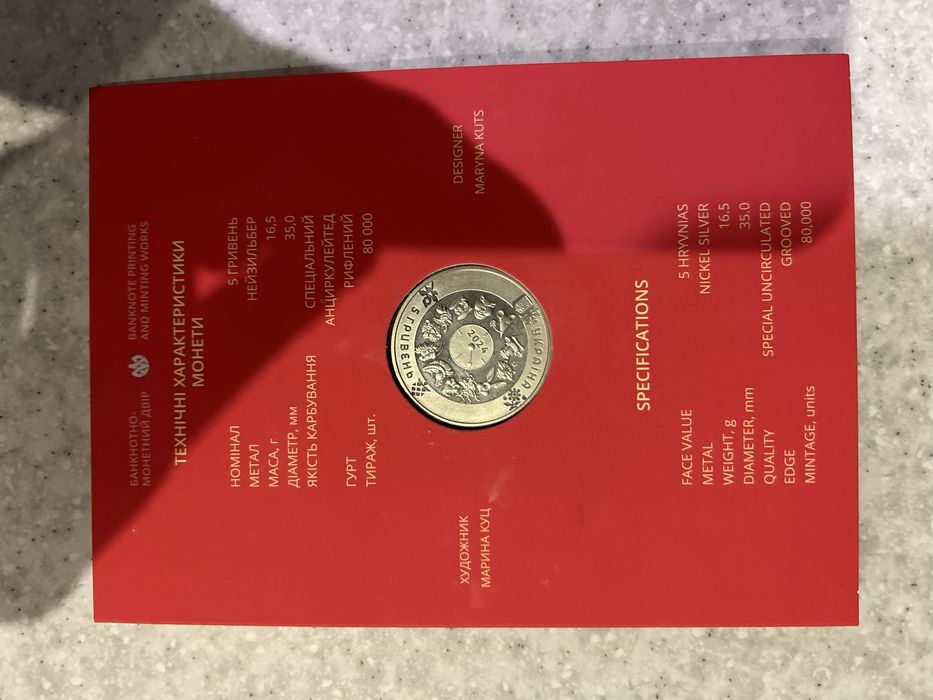 БАНКНОТНО-
МОНЕТНИЙ ДВІР
BANKNOTE PRINTING
AND MINTING WORKS
ТЕХНІЧНІ ХАРАКТЕРИСТИКИ
МОНЕТИ
НОМІНАЛ 5 ГРИВЕНЬ
МЕТАЛ НЕЙЗИЛЬБЕР
МАСА, г 16,5
ДІАМЕТР, мм 35,0
ЯКІСТЬ КАРБУВАННЯ СПЕЦІАЛЬНИЙ
АНЦИРКУЛЕЙТЕД
ГУРТ РИФЛЕНИЙ
ТИРАЖ, шт. 80 000
ХУДОЖНИК
МАРИНА КУЦ
5 ГРИВЕНЬ
УКРАЇНА
DESIGNER
MARYNA KUTS
SPECIFICATIONS
FACE VALUE 5 HRYVNIAS
METAL NICKEL SILVER
WEIGHT, g 16.5
DIAMETER, mm 35.0
QUALITY SPECIAL UNCIRCULATED
EDGE GROOVED
MINTAGE, units 80,000